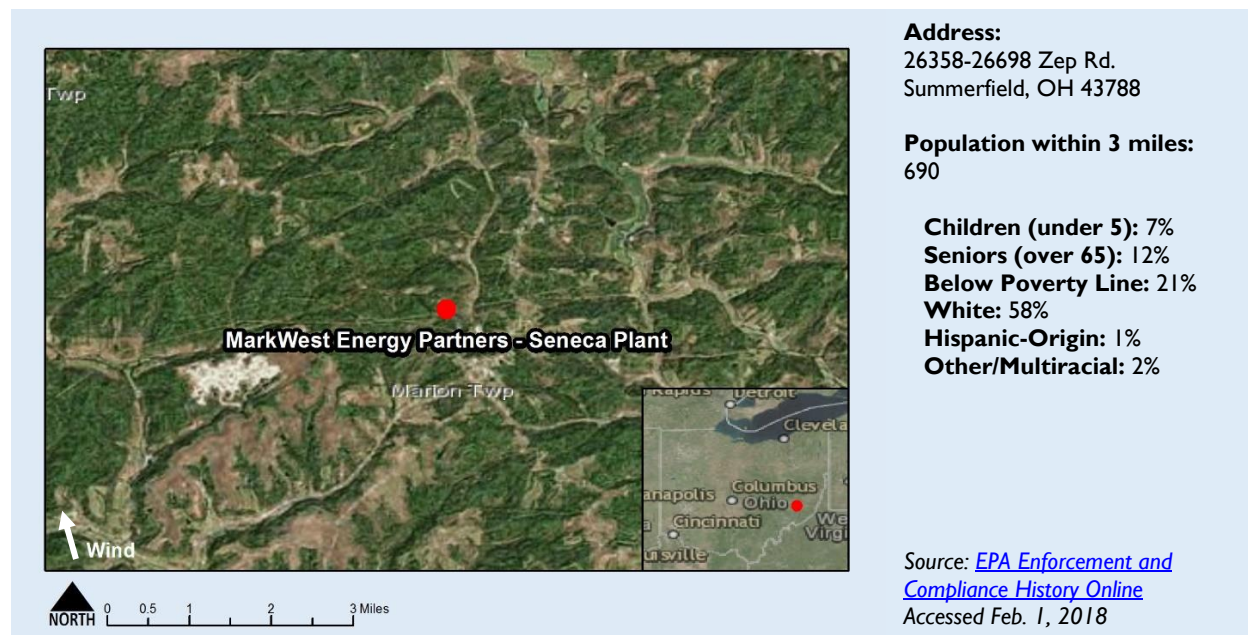 Twp
MarkWest Energy Partners - Seneca Plant
Marion Twp
Wind
Rapids Detroit
Clevela
anapolis Columbus
Ohio
Cincinnati
We
Virgi
uisville
NORTH 0 0.5 1 2 3 Miles
Address:
26358-26698 Zep Rd.
Summerfield, OH 43788
Population within 3 miles:
690
Children (under 5): 7%
Seniors (over 65): 12%
Below Poverty Line: 21%
White: 58%
Hispanic-Origin: 1%
Other/Multiracial: 2%
Source: EPA Enforcement and
Compliance History Online
Accessed Feb. 1, 2018